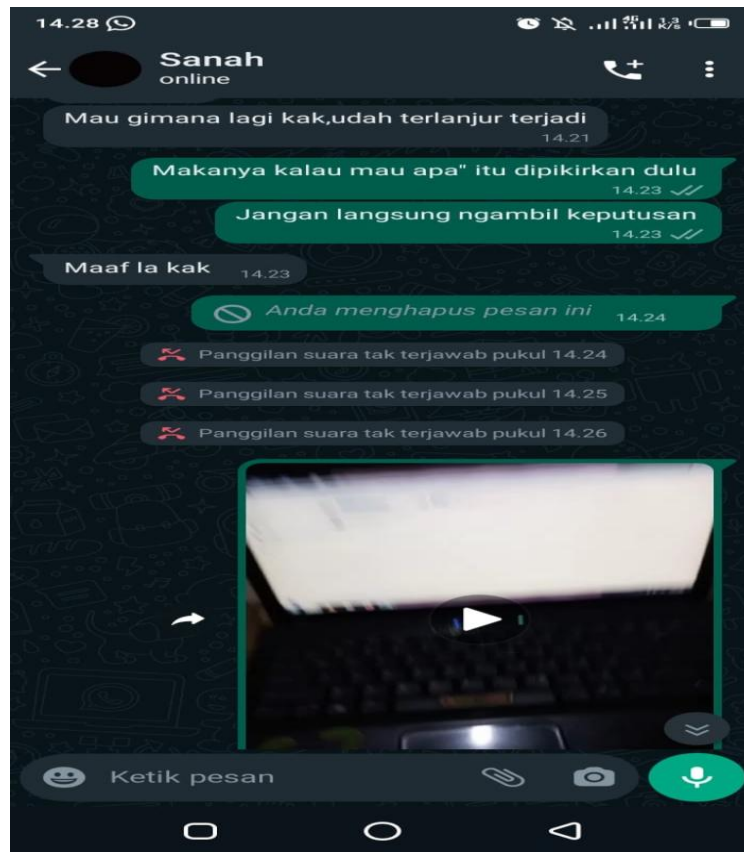 14.28
Sanah
online
Mau gimana lagi kak,udah terlanjur terjadi
14.21
Makanya kalau mau apa" itu dipikirkan dulu
14.23
Jangan langsung ngambil keputusan
14.23
Maaf la kak 14.23
Anda menghapus pesan ini 14.24
Panggilan suara tak terjawab pukul 14.24
Panggilan suara tak terjawab pukul 14.25
Panggilan suara tak terjawab pukul 14.26
Ketik pesan